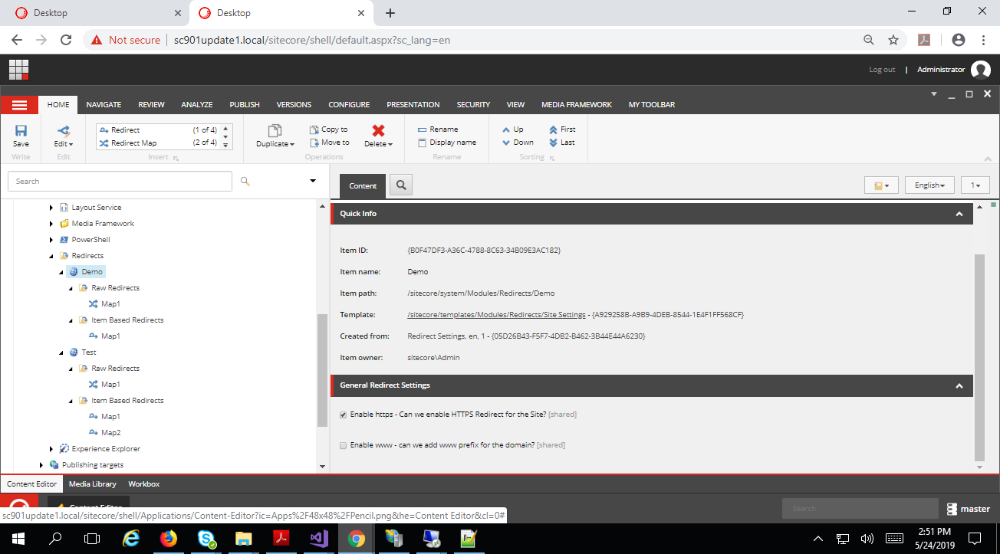 Desktop
Desktop
Not secure
sc901update1.local/sitecore/shell/default.aspx?sc_lang=en
Log out | Administrator
HOME NAVIGATE REVIEW ANALYZE PUBLISH VERSIONS CONFIGURE PRESENTATION SECURITY VIEW MEDIA FRAMEWORK MY TOOLBAR
Save
Write
Edit
Edit
Redirect (1 of 4)
Redirect Map (2 of 4)
Insert
Duplicate
Copy to
Move to
Delete
Operations
Rename
Display name
Rename
Up
Down
First
Last
Sorting
Search
Layout Service
Media Framework
PowerShell
Redirects
Demo
Raw Redirects
Map1
Item Based Redirects
Map1
Test
Raw Redirects
Map1
Item Based Redirects
Map1
Map2
Experience Explorer
Publishing targets
Content
English
1
Quick Info
Item ID: {B0F47DF3-A36C-4788-8C63-34B09E3AC182}
Item name: Demo
Item path: /sitecore/system/Modules/Redirects/Demo
Template: /sitecore/templates/Modules/Redirects/Site Settings - {A929258B-A9B9-4DEB-8544-1E4F1FF568CF}
Created from: Redirect Settings, en, 1 - {05D26B43-F5F7-4DB2-B462-3B44E44A6230}
Item owner: sitecore\Admin
General Redirect Settings
Enable https - Can we enable HTTPS Redirect for the Site? [shared]
Enable www - can we add www prefix for the domain? [shared]
Content Editor Media Library Workbox
Content Editor
Search
master
sc901update1.local/sitecore/shell/Applications/Content-Editor?ic=Apps%2F48x48%2FPencil.png&he=Content Editor&cl=0#
2:51 PM
5/24/2019